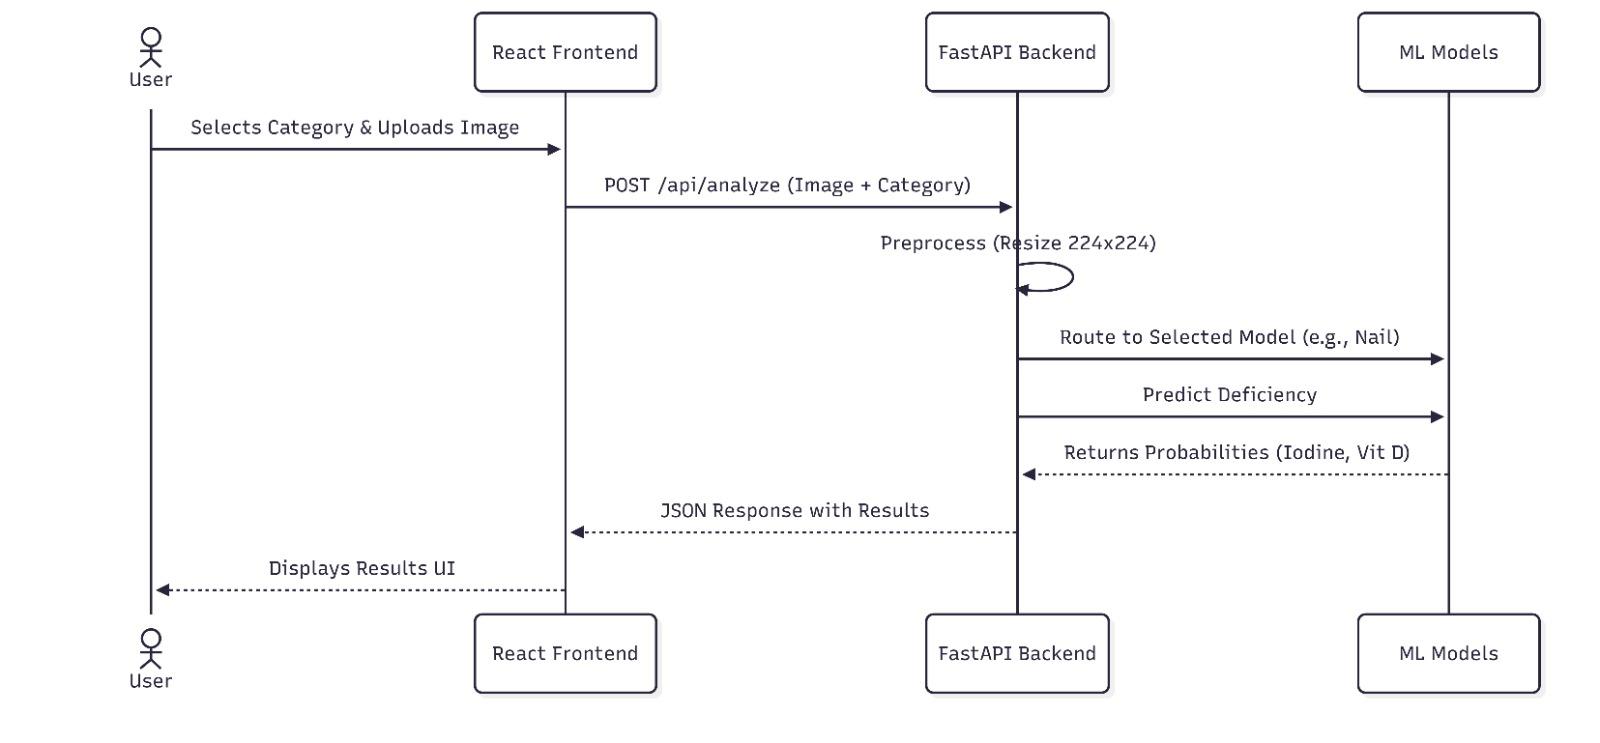 User
React Frontend
FastAPI Backend
ML Models
Selects Category & Uploads Image
POST /api/analyze (Image + Category)
Preprocess (Resize 224x224)
Route to Selected Model (e.g., Nail)
Predict Deficiency
Returns Probabilities (Iodine, Vit D)
JSON Response with Results
Displays Results UI
User
React Frontend
FastAPI Backend
ML Models